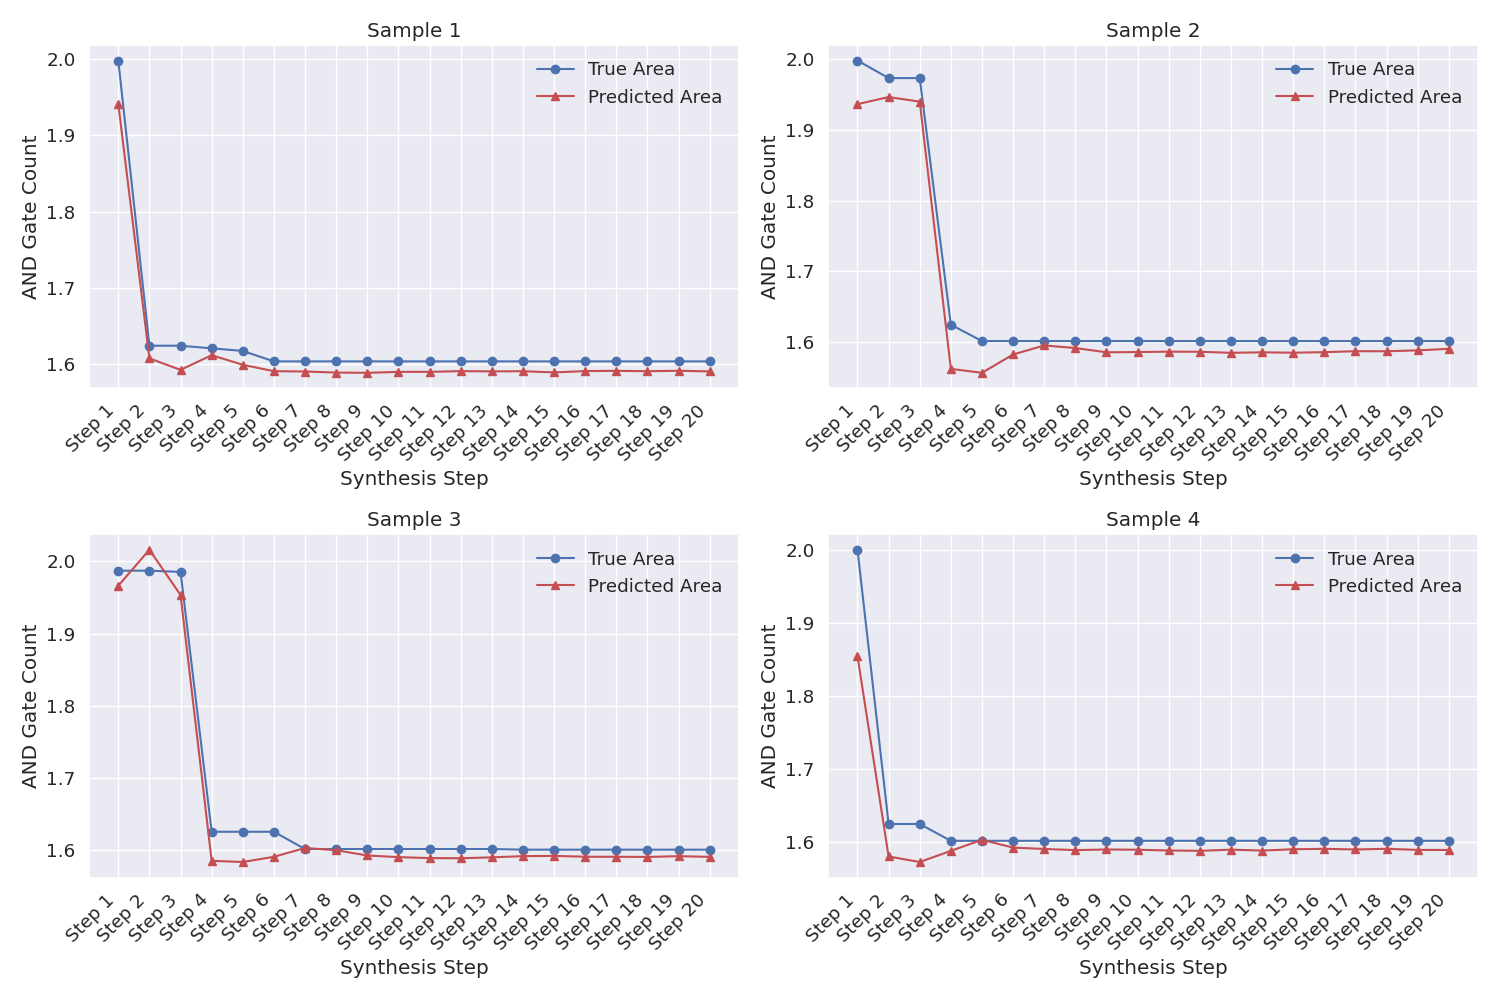 Sample 1
AND Gate Count
2.0
1.9
1.8
1.7
1.6
True Area
Predicted Area
Step 1
Step 2
Step 3
Step 4
Step 5
Step 6
Step 7
Step 8
Step 9
Step 10
Step 11
Step 12
Step 13
Step 14
Step 15
Step 16
Step 17
Step 18
Step 19
Step 20
Synthesis Step
Sample 2
AND Gate Count
2.0
1.9
1.8
1.7
1.6
True Area
Predicted Area
Step 1
Step 2
Step 3
Step 4
Step 5
Step 6
Step 7
Step 8
Step 9
Step 10
Step 11
Step 12
Step 13
Step 14
Step 15
Step 16
Step 17
Step 18
Step 19
Step 20
Synthesis Step
Sample 3
AND Gate Count
2.0
1.9
1.8
1.7
1.6
True Area
Predicted Area
Step 1
Step 2
Step 3
Step 4
Step 5
Step 6
Step 7
Step 8
Step 9
Step 10
Step 11
Step 12
Step 13
Step 14
Step 15
Step 16
Step 17
Step 18
Step 19
Step 20
Synthesis Step
Sample 4
AND Gate Count
2.0
1.9
1.8
1.7
1.6
True Area
Predicted Area
Step 1
Step 2
Step 3
Step 4
Step 5
Step 6
Step 7
Step 8
Step 9
Step 10
Step 11
Step 12
Step 13
Step 14
Step 15
Step 16
Step 17
Step 18
Step 19
Step 20
Synthesis Step